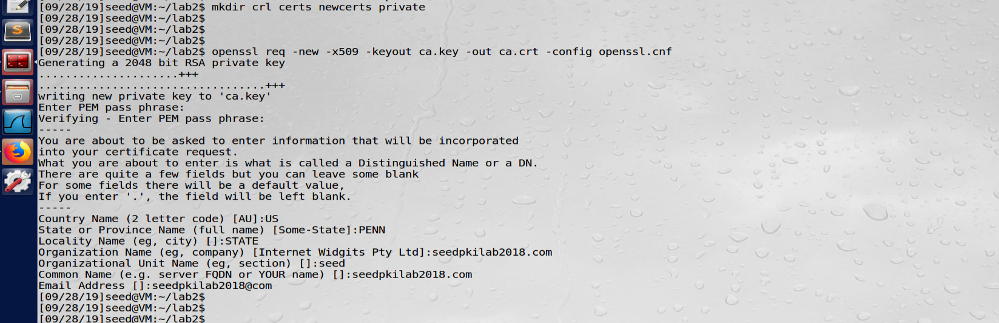 [09/28/19]seed@VM:~/lab2$ mkdir crl certs newcerts private
[09/28/19]seed@VM:~/lab2$
[09/28/19]seed@VM:~/lab2$
[09/28/19]seed@VM:~/lab2$
[09/28/19]seed@VM:~/lab2$ openssl req -new -x509 -keyout ca.key -out ca.crt -config openssl.cnf
Generating a 2048 bit RSA private key
.....................+++
..................................+++
writing new private key to 'ca.key'
Enter PEM pass phrase:
Verifying - Enter PEM pass phrase:
-----
You are about to be asked to enter information that will be incorporated
into your certificate request.
What you are about to enter is what is called a Distinguished Name or a DN.
There are quite a few fields but you can leave some blank
For some fields there will be a default value,
If you enter '.', the field will be left blank.
-----
Country Name (2 letter code) [AU]:US
State or Province Name (full name) [Some-State]:PENN
Locality Name (eg, city) []:STATE
Organization Name (eg, company) [Internet Widgits Pty Ltd]:seedpkilab2018.com
Organizational Unit Name (eg, section) []:seed
Common Name (e.g. server FQDN or YOUR name) []:seedpkilab2018.com
Email Address []:seedpkilab2018@com
[09/28/19]seed@VM:~/lab2$
[09/28/19]seed@VM:~/lab2$
[09/28/19]seed@VM:~/lab2$